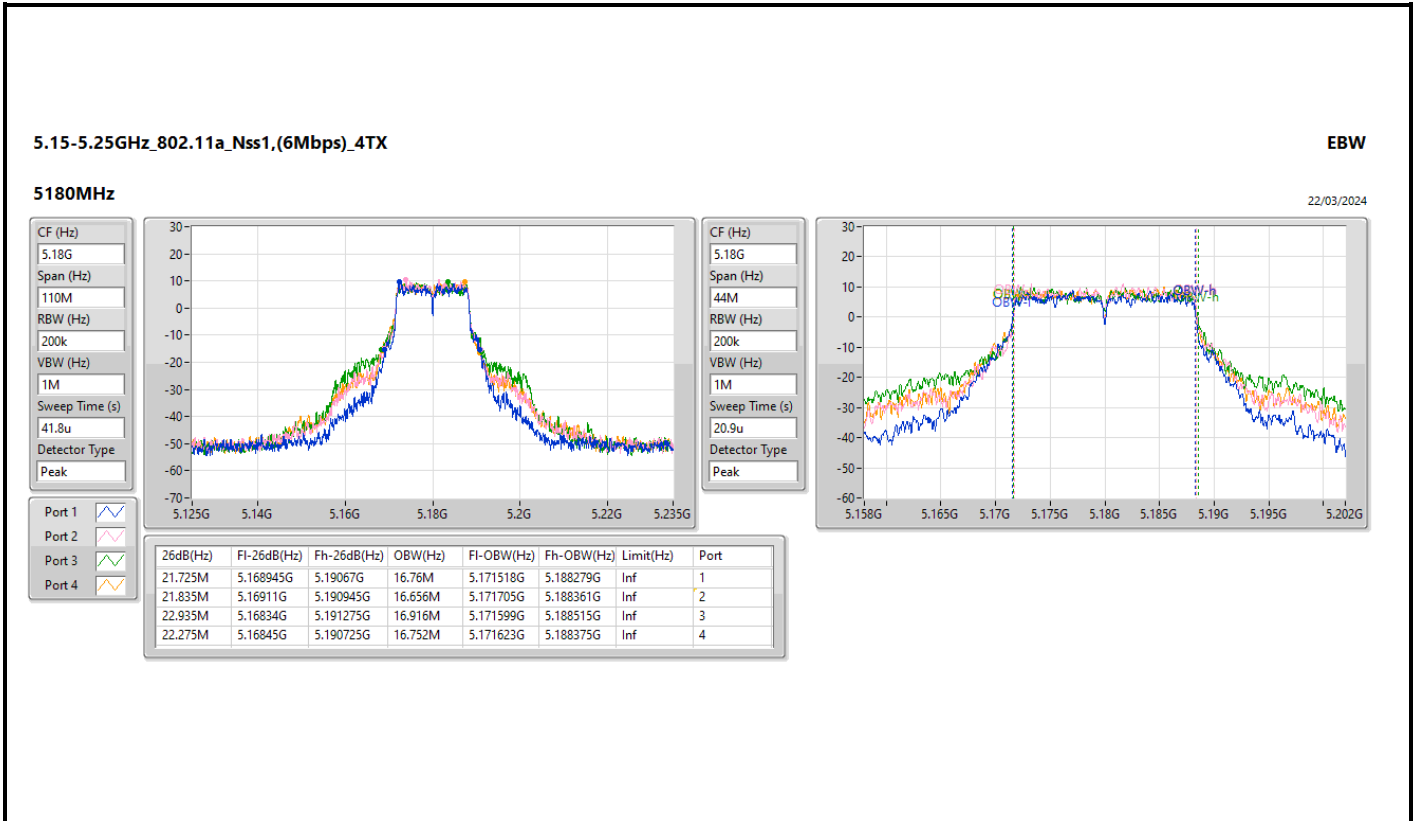 5.15-5.25GHz_802.11a_Nss1,(6Mbps)_4TX EBW
5180MHz 22/03/2024
CF (Hz)
5.18G
Span (Hz)
110M
RBW (Hz)
200k
VBW (Hz)
1M
Sweep Time (s)
41.8u
Detector Type
Peak
30
20
10
0
-10
-20
-30
-40
-50
-60
-70
5.125G 5.14G 5.16G 5.18G 5.2G 5.22G 5.235G
CF (Hz)
5.18G
Span (Hz)
44M
RBW (Hz)
200k
VBW (Hz)
1M
Sweep Time (s)
20.9u
Detector Type
Peak
30
20
10
0
-10
-20
-30
-40
-50
-60
OBW-l OBW-h
5.158G 5.165G 5.17G 5.175G 5.18G 5.185G 5.19G 5.195G 5.202G
Port 1
Port 2
Port 3
Port 4
26dB(Hz) Fl-26dB(Hz) Fh-26dB(Hz) OBW(Hz) Fl-OBW(Hz) Fh-OBW(Hz) Limit(Hz) Port
21.725M 5.168945G 5.19067G 16.76M 5.171518G 5.188279G Inf 1
21.835M 5.16911G 5.190945G 16.656M 5.171705G 5.188361G Inf 2
22.935M 5.16834G 5.191275G 16.916M 5.171599G 5.188515G Inf 3
22.275M 5.16845G 5.190725G 16.752M 5.171623G 5.188375G Inf 4